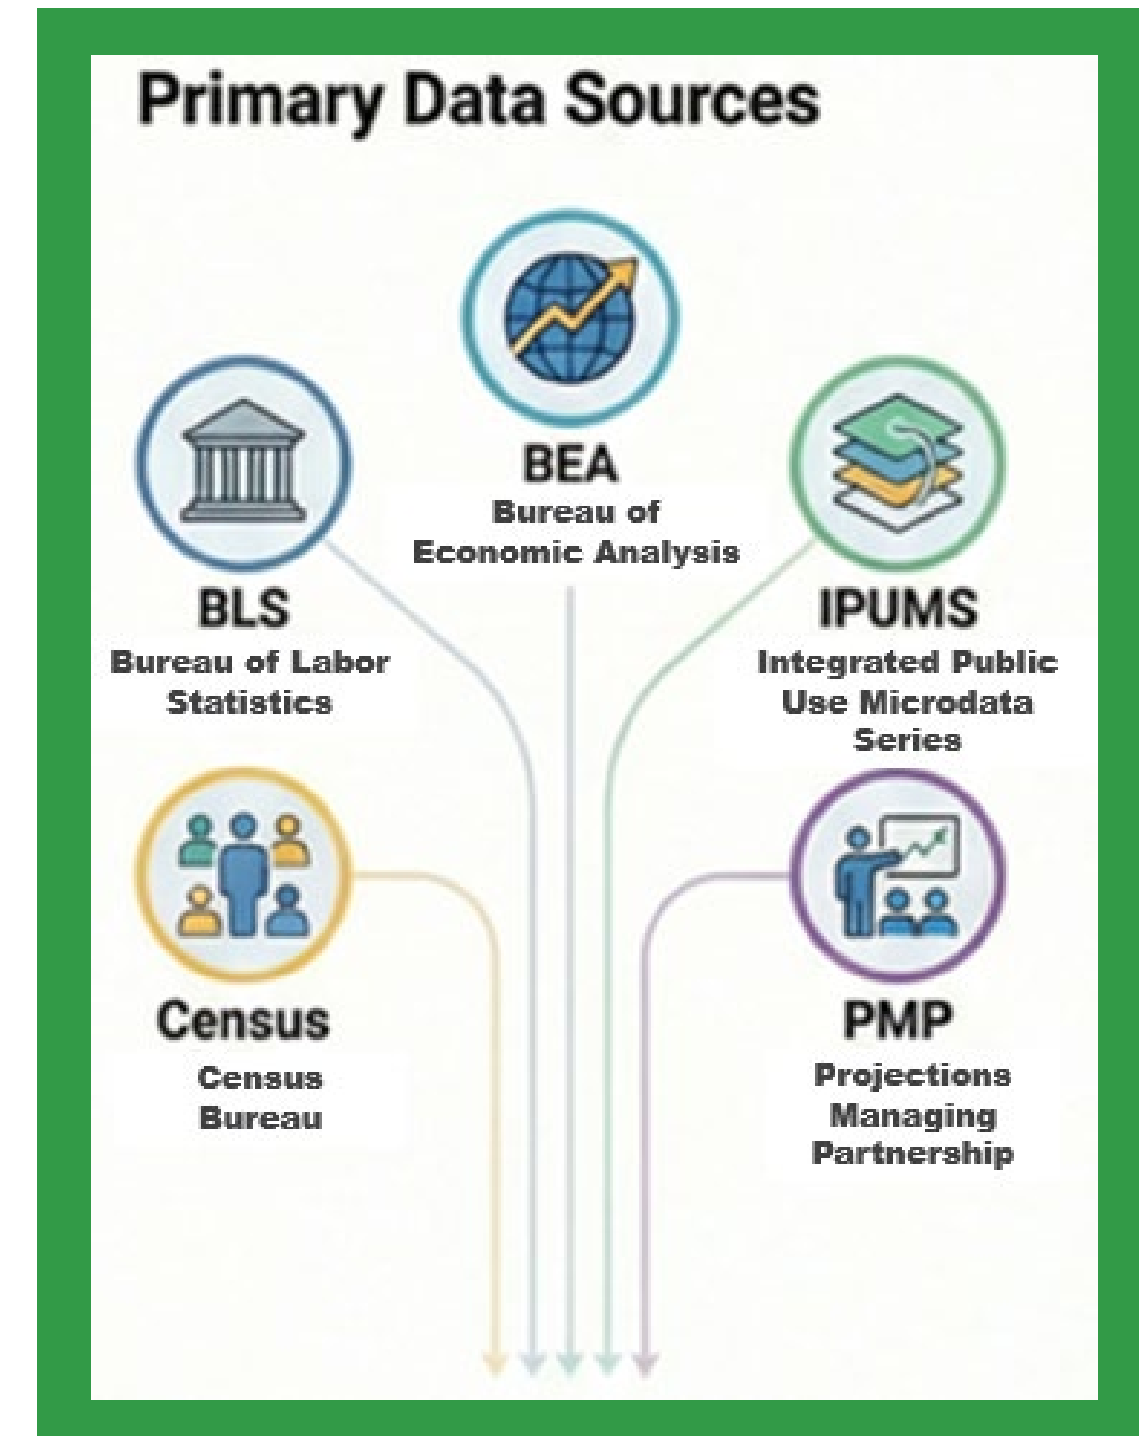 Primary Data Sources
BEA
Bureau of
Economic Analysis
BLS
Bureau of Labor
Statistics
IPUMS
Integrated Public
Use Microdata
Series
Census
Census
Bureau
PMP
Projections
Managing
Partnership